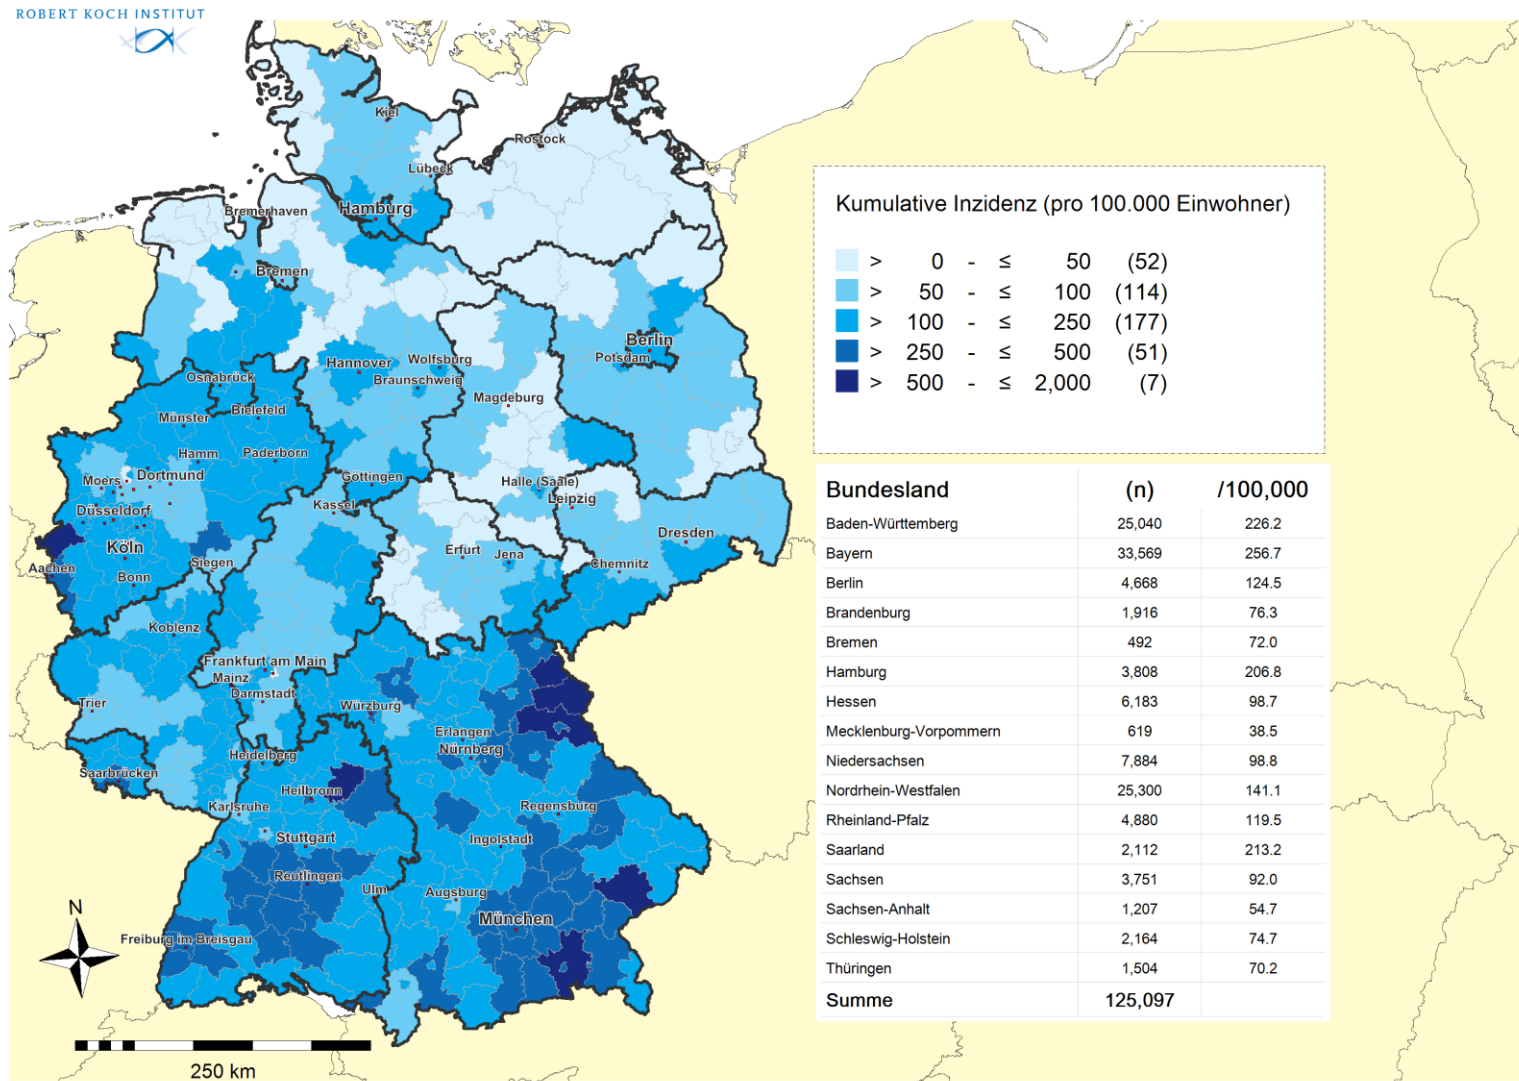 ROBERT KOCH INSTITUT
Kiel
Rostock
Lübeck
Hamburg
Bremerhaven
Bremen
Berlin
Potsdam
Hannover
Wolfsburg
Braunschweig
Osnabrück
Magdeburg
Münster
Bielefeld
Hamm
Paderborn
Moers
Dortmund
Göttingen
Halle (Saale)
Leipzig
Düsseldorf
Kassel
Dresden
Köln
Erfurt
Jena
Chemnitz
Aachen
Siegen
Bonn
Koblenz
Frankfurt am Main
Mainz
Darmstadt
Trier
Würzburg
Erlangen
Nürnberg
Heidelberg
Saarbrücken
Heilbronn
Karlsruhe
Regensburg
Stuttgart
Ingolstadt
Reutlingen
Ulm
Augsburg
München
Freiburg im Breisgau
N
250 km
Kumulative Inzidenz (pro 100.000 Einwohner)
> 0 - ≤ 50 (52)
> 50 - ≤ 100 (114)
> 100 - ≤ 250 (177)
> 250 - ≤ 500 (51)
> 500 - ≤ 2,000 (7)
Bundesland (n) /100,000
Baden-Württemberg 25,040 226.2
Bayern 33,569 256.7
Berlin 4,668 124.5
Brandenburg 1,916 76.3
Bremen 492 72.0
Hamburg 3,808 206.8
Hessen 6,183 98.7
Mecklenburg-Vorpommern 619 38.5
Niedersachsen 7,884 98.8
Nordrhein-Westfalen 25,300 141.1
Rheinland-Pfalz 4,880 119.5
Saarland 2,112 213.2
Sachsen 3,751 92.0
Sachsen-Anhalt 1,207 54.7
Schleswig-Holstein 2,164 74.7
Thüringen 1,504 70.2
Summe 125,097